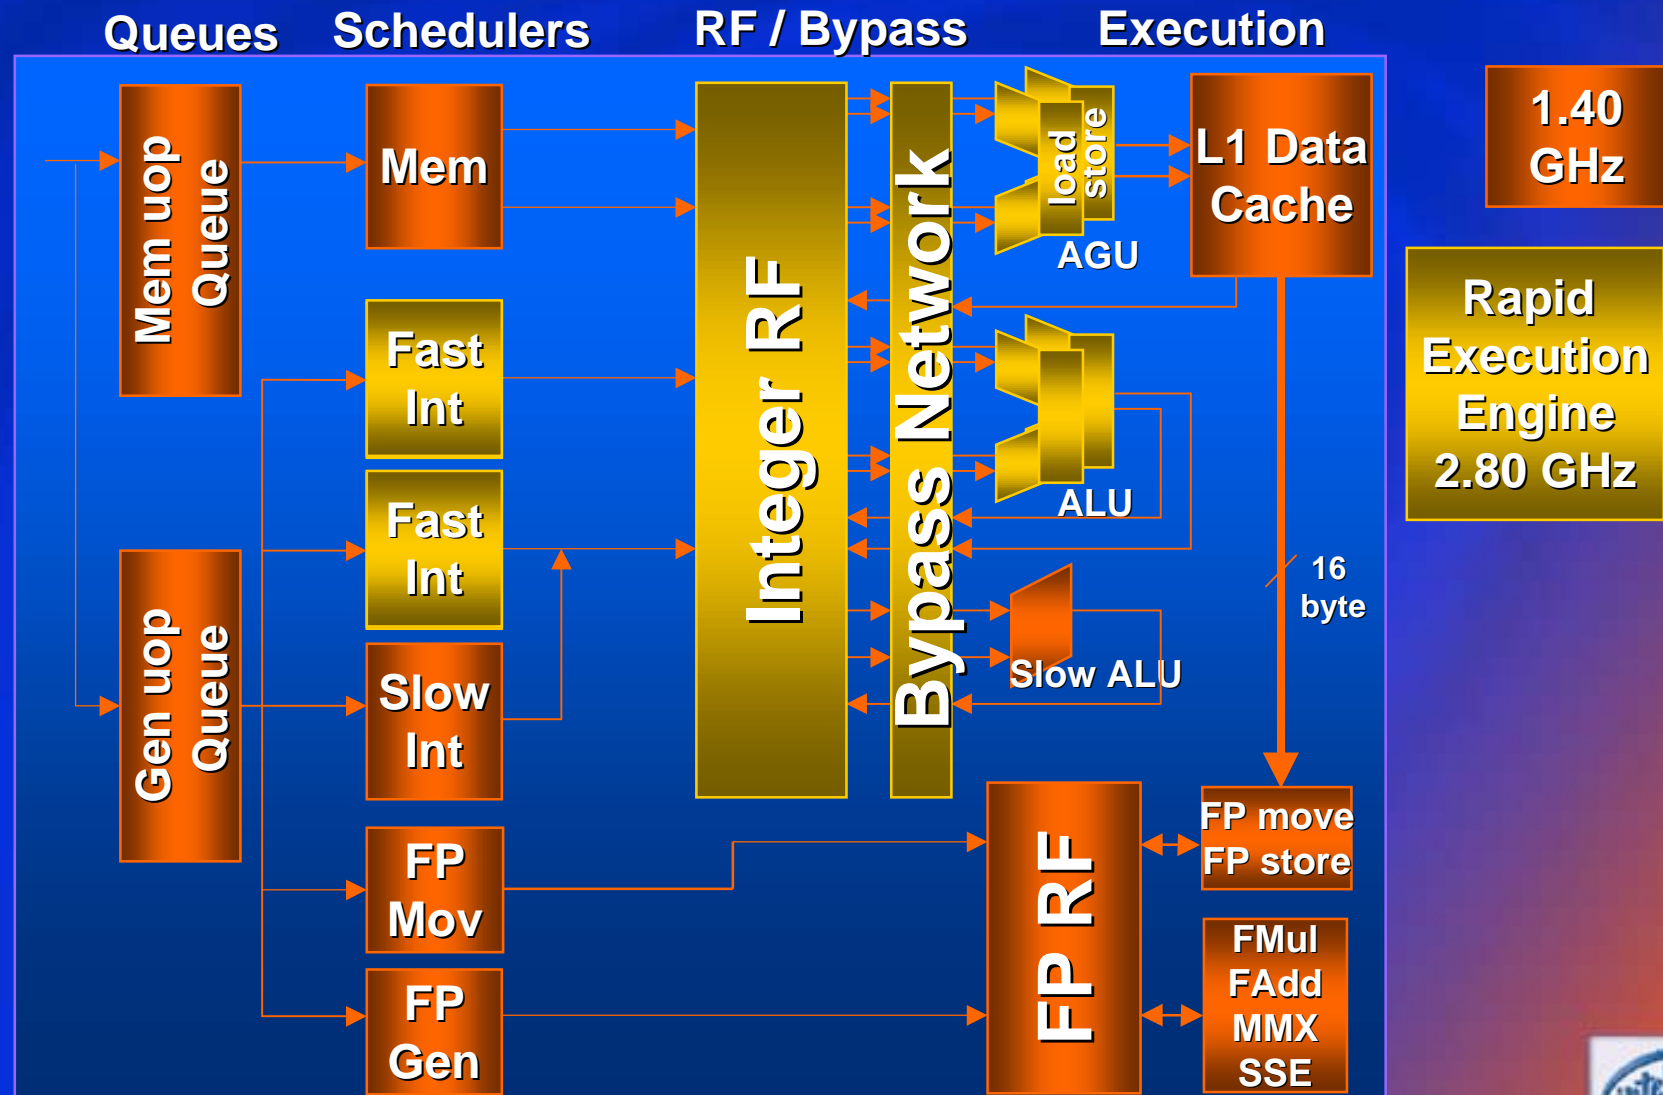 Queues
Schedulers
RF / Bypass
Execution
Mem uop
Queue
Gen uop
Queue
Mem
Fast
Int
Fast
Int
Slow
Int
FP
Mov
FP
Gen
Integer RF
Bypass Network
load
store
AGU
ALU
Slow ALU
L1 Data
Cache
16
byte
FP RF
FP move
FP store
FMul
FAdd
MMX
SSE
1.40
GHz
Rapid
Execution
Engine
2.80 GHz